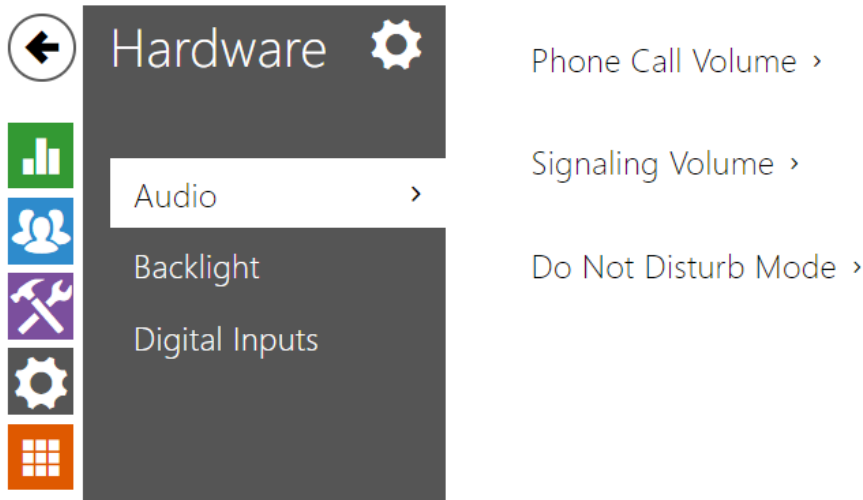 Hardware
Audio
Backlight
Digital Inputs
Phone Call Volume
Signaling Volume
Do Not Disturb Mode